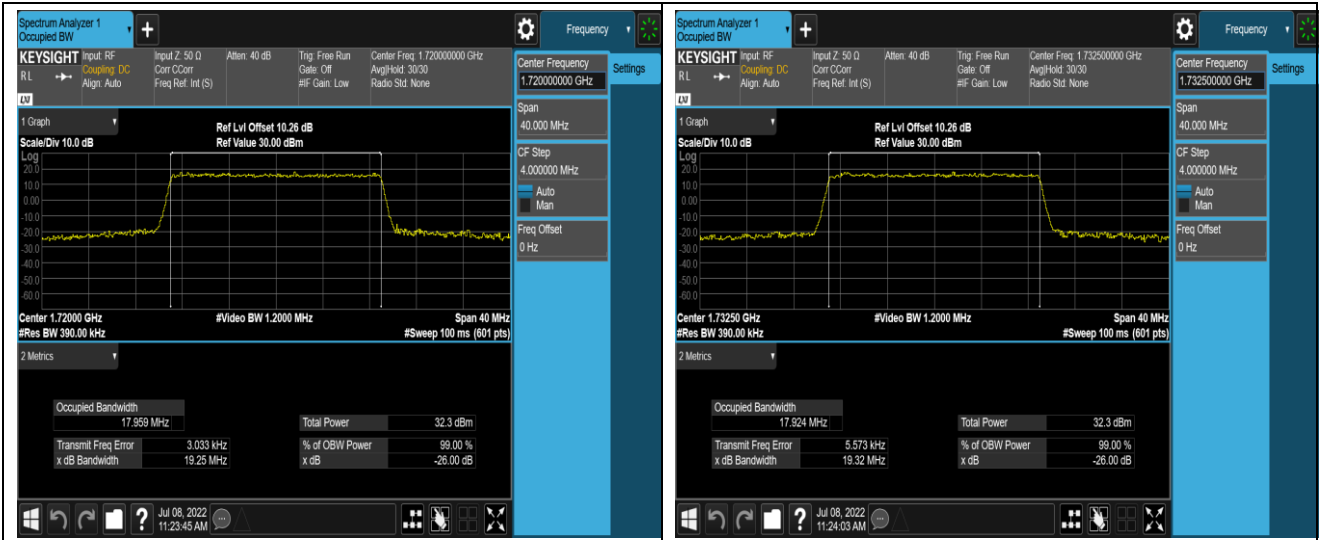 Spectrum Analyzer 1
Occupied BW
+
Frequency
KEYSIGHT
RL
LXI
Input: RF
Coupling: DC
Align: Auto
Input Z: 50 Ω
Corr CCorr
Freq Ref: Int (S)
Atten: 40 dB
Trig: Free Run
Gate: Off
#IF Gain: Low
Center Freq: 1.720000000 GHz
Avg|Hold: 30/30
Radio Std: None
Center Frequency
1.720000000 GHz
Settings
Span
40.000 MHz
CF Step
4.000000 MHz
Auto
Man
Freq Offset
0 Hz
1 Graph
Scale/Div 10.0 dB
Ref Lvl Offset 10.26 dB
Ref Value 30.00 dBm
Log
20.0
10.0
0.00
-10.0
-20.0
-30.0
-40.0
-50.0
-60.0
Center 1.72000 GHz
#Res BW 390.00 kHz
#Video BW 1.2000 MHz
Span 40 MHz
#Sweep 100 ms (601 pts)
2 Metrics
Occupied Bandwidth
17.959 MHz
Total Power 32.3 dBm
Transmit Freq Error 3.033 kHz
% of OBW Power 99.00 %
x dB Bandwidth 19.25 MHz
x dB -26.00 dB
?
Jul 08, 2022
11:23:45 AM
Spectrum Analyzer 1
Occupied BW
+
Frequency
KEYSIGHT
RL
LXI
Input: RF
Coupling: DC
Align: Auto
Input Z: 50 Ω
Corr CCorr
Freq Ref: Int (S)
Atten: 40 dB
Trig: Free Run
Gate: Off
#IF Gain: Low
Center Freq: 1.732500000 GHz
Avg|Hold: 30/30
Radio Std: None
Center Frequency
1.732500000 GHz
Settings
Span
40.000 MHz
CF Step
4.000000 MHz
Auto
Man
Freq Offset
0 Hz
1 Graph
Scale/Div 10.0 dB
Ref Lvl Offset 10.26 dB
Ref Value 30.00 dBm
Log
20.0
10.0
0.00
-10.0
-20.0
-30.0
-40.0
-50.0
-60.0
Center 1.73250 GHz
#Res BW 390.00 kHz
#Video BW 1.2000 MHz
Span 40 MHz
#Sweep 100 ms (601 pts)
2 Metrics
Occupied Bandwidth
17.924 MHz
Total Power 32.3 dBm
Transmit Freq Error 5.573 kHz
% of OBW Power 99.00 %
x dB Bandwidth 19.32 MHz
x dB -26.00 dB
?
Jul 08, 2022
11:24:03 AM